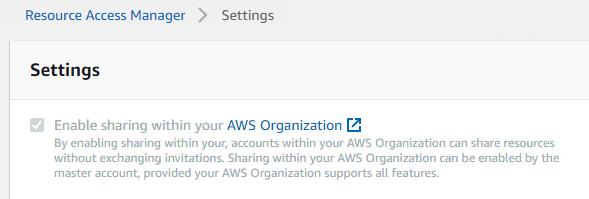 Resource Access Manager > Settings
Settings
Enable sharing within your AWS Organization
By enabling sharing within your, accounts within your AWS Organization can share resources
without exchanging invitations. Sharing within your AWS Organization can be enabled by the
master account, provided your AWS Organization supports all features.